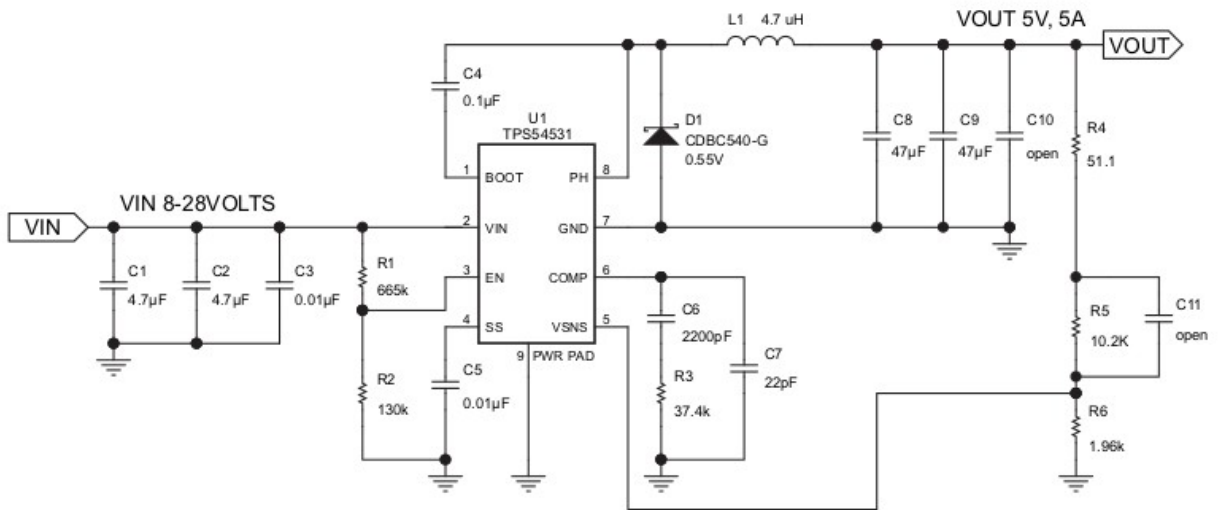 L1 4.7 uH
VOUT 5V, 5A
VOUT
C4
0.1µF
U1
TPS54531
D1
CDBC540-G
0.55V
C8
47µF
C9
47µF
C10
open
R4
51.1
1 BOOT PH 8
VIN 8-28VOLTS
VIN
2 VIN GND 7
C1
4.7µF
C2
4.7µF
C3
0.01µF
R1
665k
3 EN COMP 6
4 SS VSNS 5
9 PWR PAD
C6
2200pF
C7
22pF
R3
37.4k
R2
130k
C5
0.01µF
R5
10.2K
C11
open
R6
1.96k